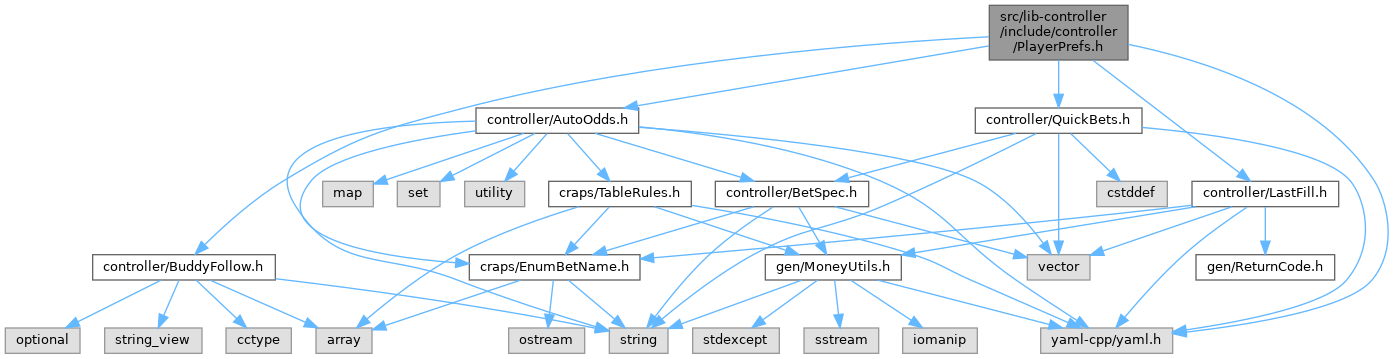 src/lib-controller
/include/controller
/PlayerPrefs.h
controller/AutoOdds.h
controller/QuickBets.h
map
set
utility
craps/TableRules.h
controller/BetSpec.h
cstddef
controller/LastFill.h
controller/BuddyFollow.h
craps/EnumBetName.h
gen/MoneyUtils.h
vector
gen/ReturnCode.h
optional
string_view
cctype
array
ostream
string
stdexcept
sstream
iomanip
yaml-cpp/yaml.h